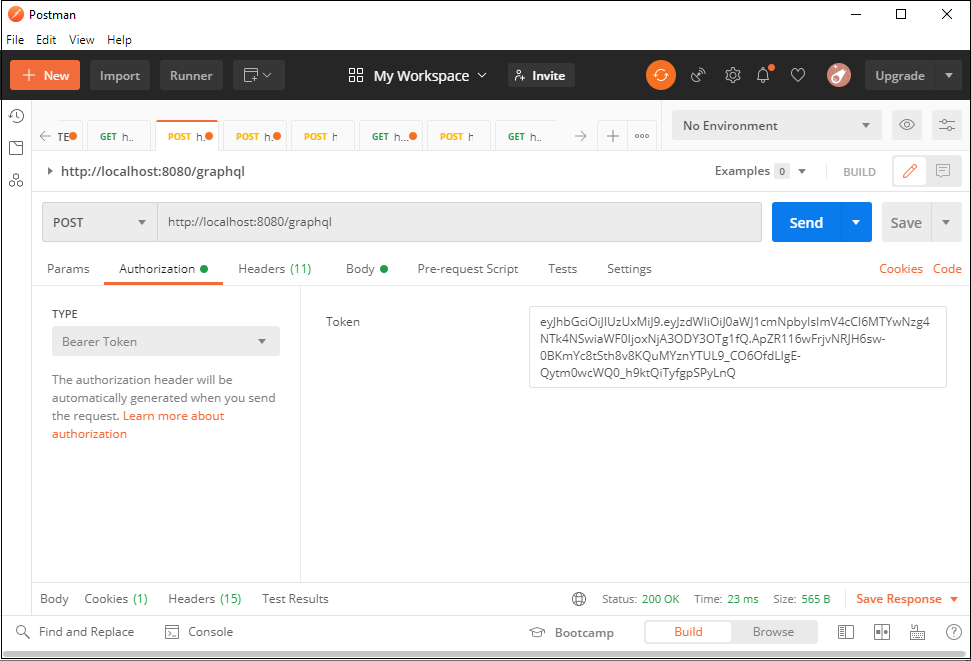 Postman
File Edit View Help
+ New Import Runner My Workspace Invite Upgrade
TE GET h.. POST h. POST h. POST h GET h... POST h GET h.. No Environment
http://localhost:8080/graphql Examples 0 BUILD
POST http://localhost:8080/graphql Send Save
Params Authorization Headers (11) Body Pre-request Script Tests Settings Cookies Code
TYPE
Bearer Token
The authorization header will be
automatically generated when you send
the request. Learn more about
authorization
Token
eyJhbGciOiJIUzUxMiJ9.eyJzdWIiOiJ0aWJ1cmNpbyIsImV4cCI6MTYwNzg4
NTk4NSwiaWF0IjoxNjA3ODY3OTg1fQ.ApZR116wFrjvNRJH6sw-
0BKmYc8tSth8v8KQuMYznYTUL9_CO6OfdLIgE-
Qytm0wcWQ0_h9ktQiTyfgpSPyLnQ
Body Cookies (1) Headers (15) Test Results Status: 200 OK Time: 23 ms Size: 565 B Save Response
Find and Replace Console Bootcamp Build Browse